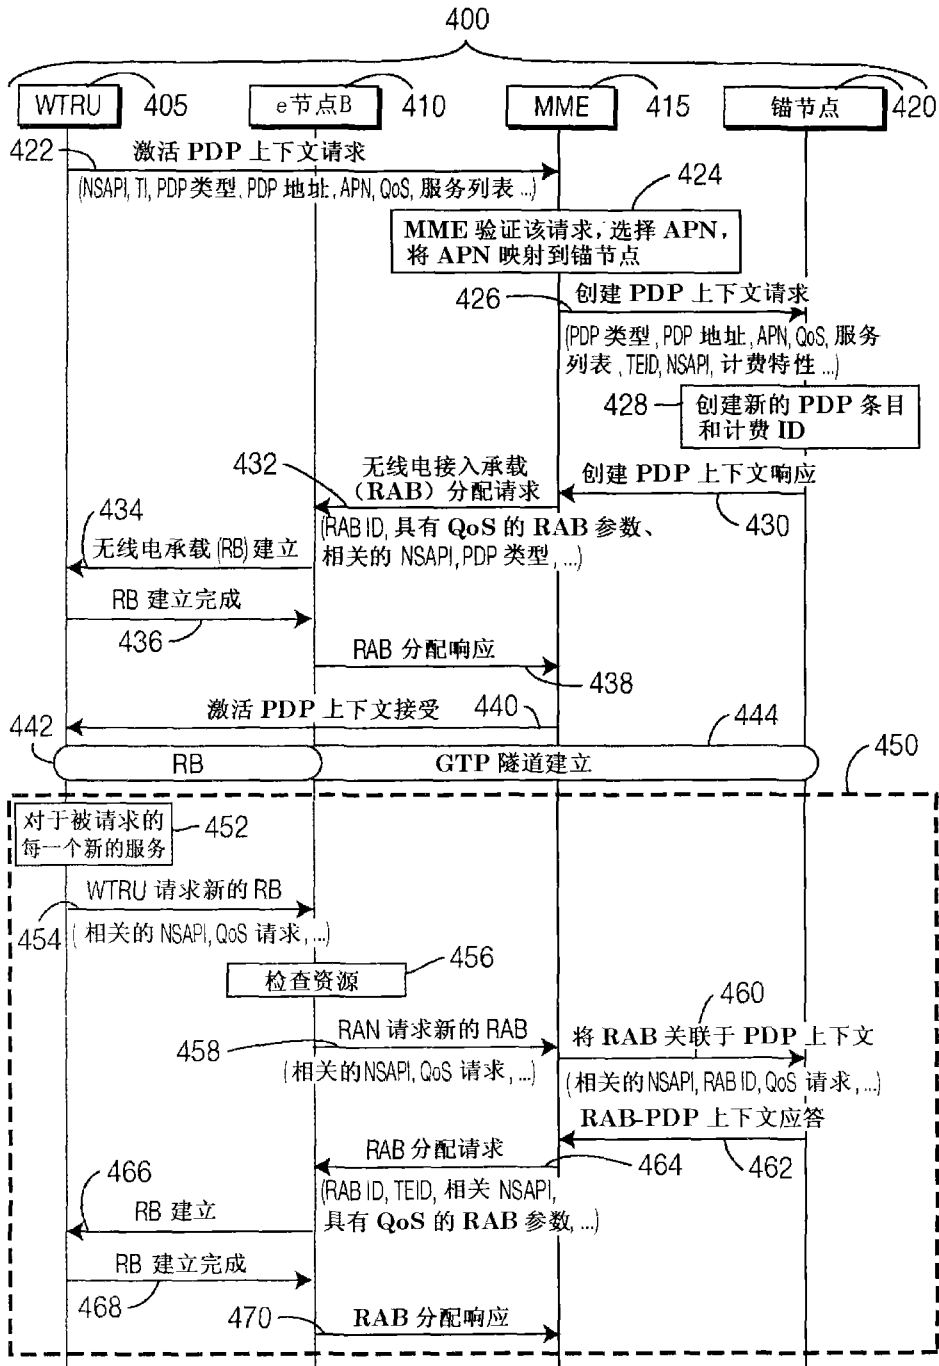 400
WTRU 405 e节点B 410 MME 415 锚节点 420
422 激活 PDP 上下文请求
(NSAPI, TI, PDP 类型, PDP 地址, APN, QoS, 服务列表 ...)
424
MME 验证该请求, 选择 APN,
将 APN 映射到锚节点
426 创建 PDP 上下文请求
(PDP 类型, PDP 地址, APN, QoS, 服务
列表, TEID, NSAPI, 计费特性 ...)
428 创建新的 PDP 条目
和计费 ID
432 无线电接入承载
(RAB) 分配请求
创建 PDP 上下文响应
430
(RAB ID, 具有 QoS 的 RAB 参数、
相关的 NSAPI, PDP 类型, ...)
434
无线电承载 (RB) 建立
RB 建立完成
436
RAB 分配响应
438
激活 PDP 上下文接受 440
442 RB GTP 隧道建立 444
450
对于被请求的
每一个新的服务
452
WTRU 请求新的 RB
454 ( 相关的 NSAPI, QoS 请求, ...)
检查资源 456
458 RAN 请求新的 RAB
(相关的NSAPI, QoS 请求, ...)
460
将 RAB 关联于 PDP 上下文
(相关的NSAPI, RAB ID, QoS 请求, ...)
RAB-PDP 上下文应答
462
RAB 分配请求
464
(RAB ID, TEID, 相关 NSAPI,
具有 QoS 的 RAB 参数, ...)
466
RB 建立
RB 建立完成
468
470 RAB 分配响应